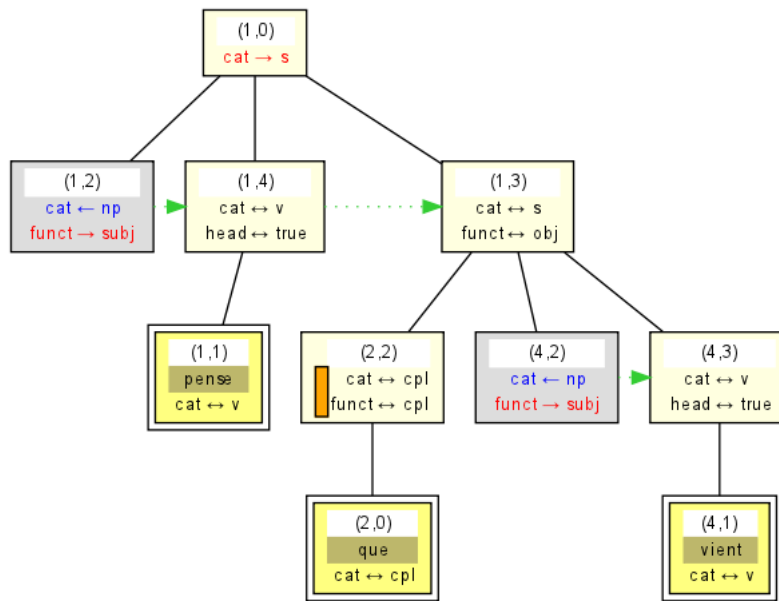 (1,0)
cat → s
(1,2)
cat ← np
funct → subj
(1,4)
cat ↔ v
head ↔ true
(1,3)
cat ↔ s
funct ↔ obj
(1,1)
pense
cat ↔ v
(2,2)
cat ↔ cpl
funct ↔ cpl
(4,2)
cat ← np
funct → subj
(4,3)
cat ↔ v
head ↔ true
(2,0)
que
cat ↔ cpl
(4,1)
vient
cat ↔ v